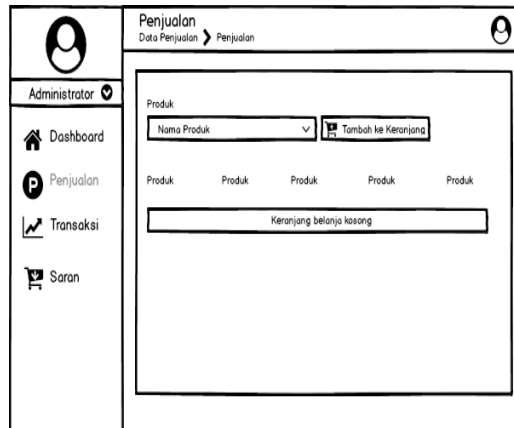 Penjualan
Data Penjualan Penjualan
Administrator
Dashboard
Penjualan
Transaksi
Saran
Produk
Nama Produk
Tambah ke Keranjang
Produk Produk Produk Produk Produk
Keranjang belanja kosong